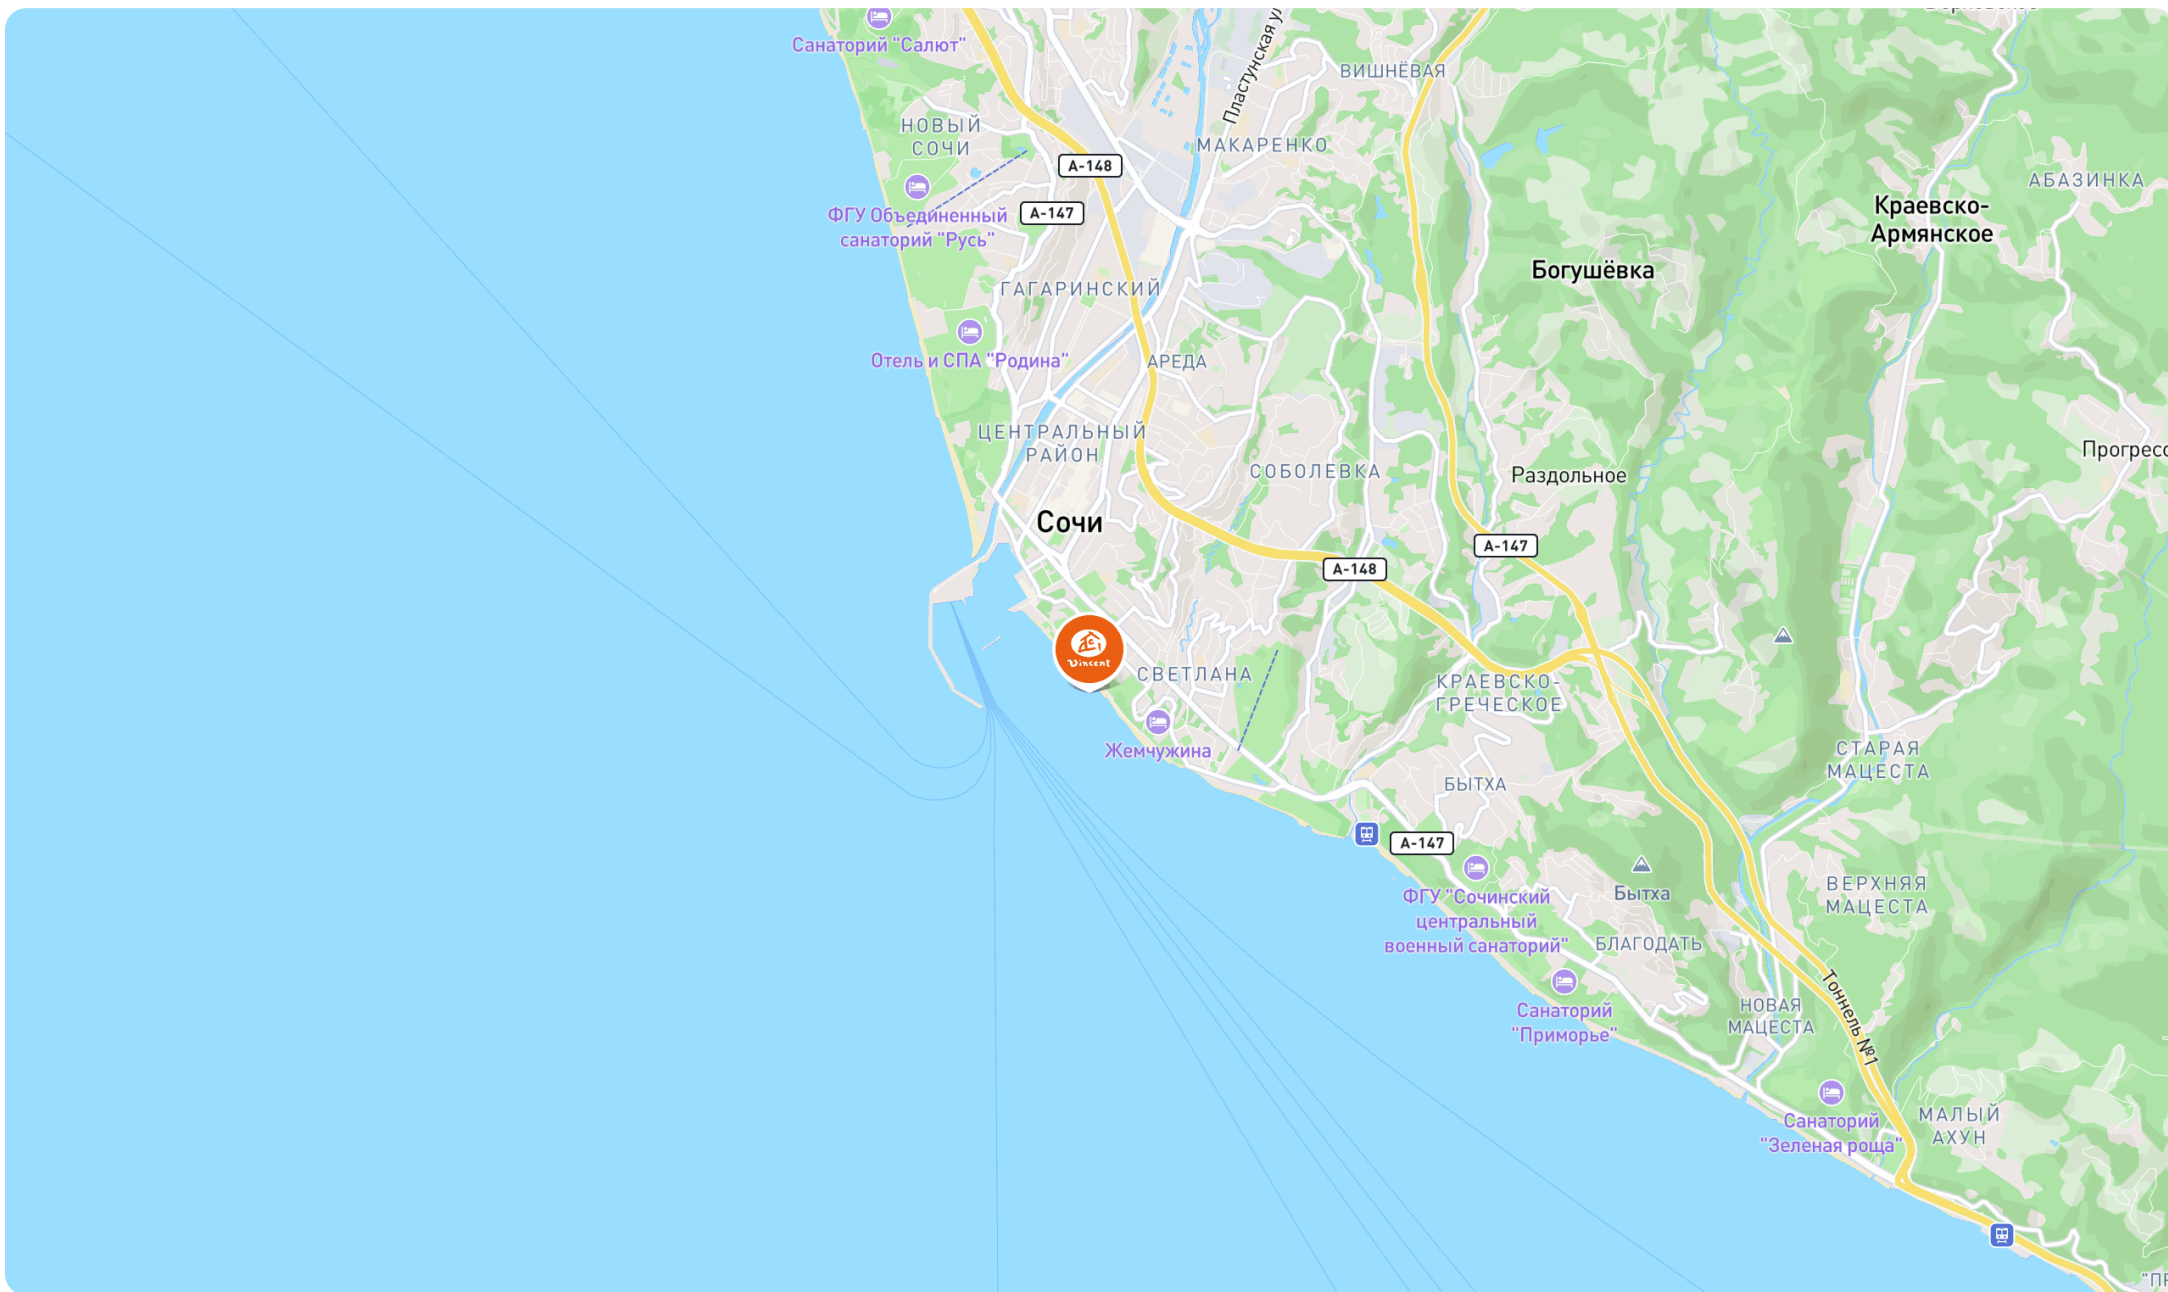 Санаторий "Салют"
Пластунская ул
ВИШНЁВАЯ
НОВЫЙ
СОЧИ
МАКАРЕНКО
А-148
АБАЗИНКА
ФГУ Объединенный
санаторий "Русь"
А-147
Краевско-
Армянское
Богушёвка
ГАГАРИНСКИЙ
Отель и СПА "Родина"
АРЕДА
ЦЕНТРАЛЬНЫЙ
РАЙОН
СОБОЛЕВКА
Раздольное
Прогресс
Сочи
А-147
А-148
Vincent
СВЕТЛАНА
КРАЕВСКО-
ГРЕЧЕСКОЕ
Жемчужина
СТАРАЯ
МАЦЕСТА
БЫТХА
А-147
ФГУ "Сочинский
центральный
военный санаторий"
Бытха
ВЕРХНЯЯ
МАЦЕСТА
БЛАГОДАТЬ
Санаторий
"Приморье"
НОВАЯ
МАЦЕСТА
Тоннель №1
Санаторий
"Зеленая роща"
МАЛЫЙ
АХУН